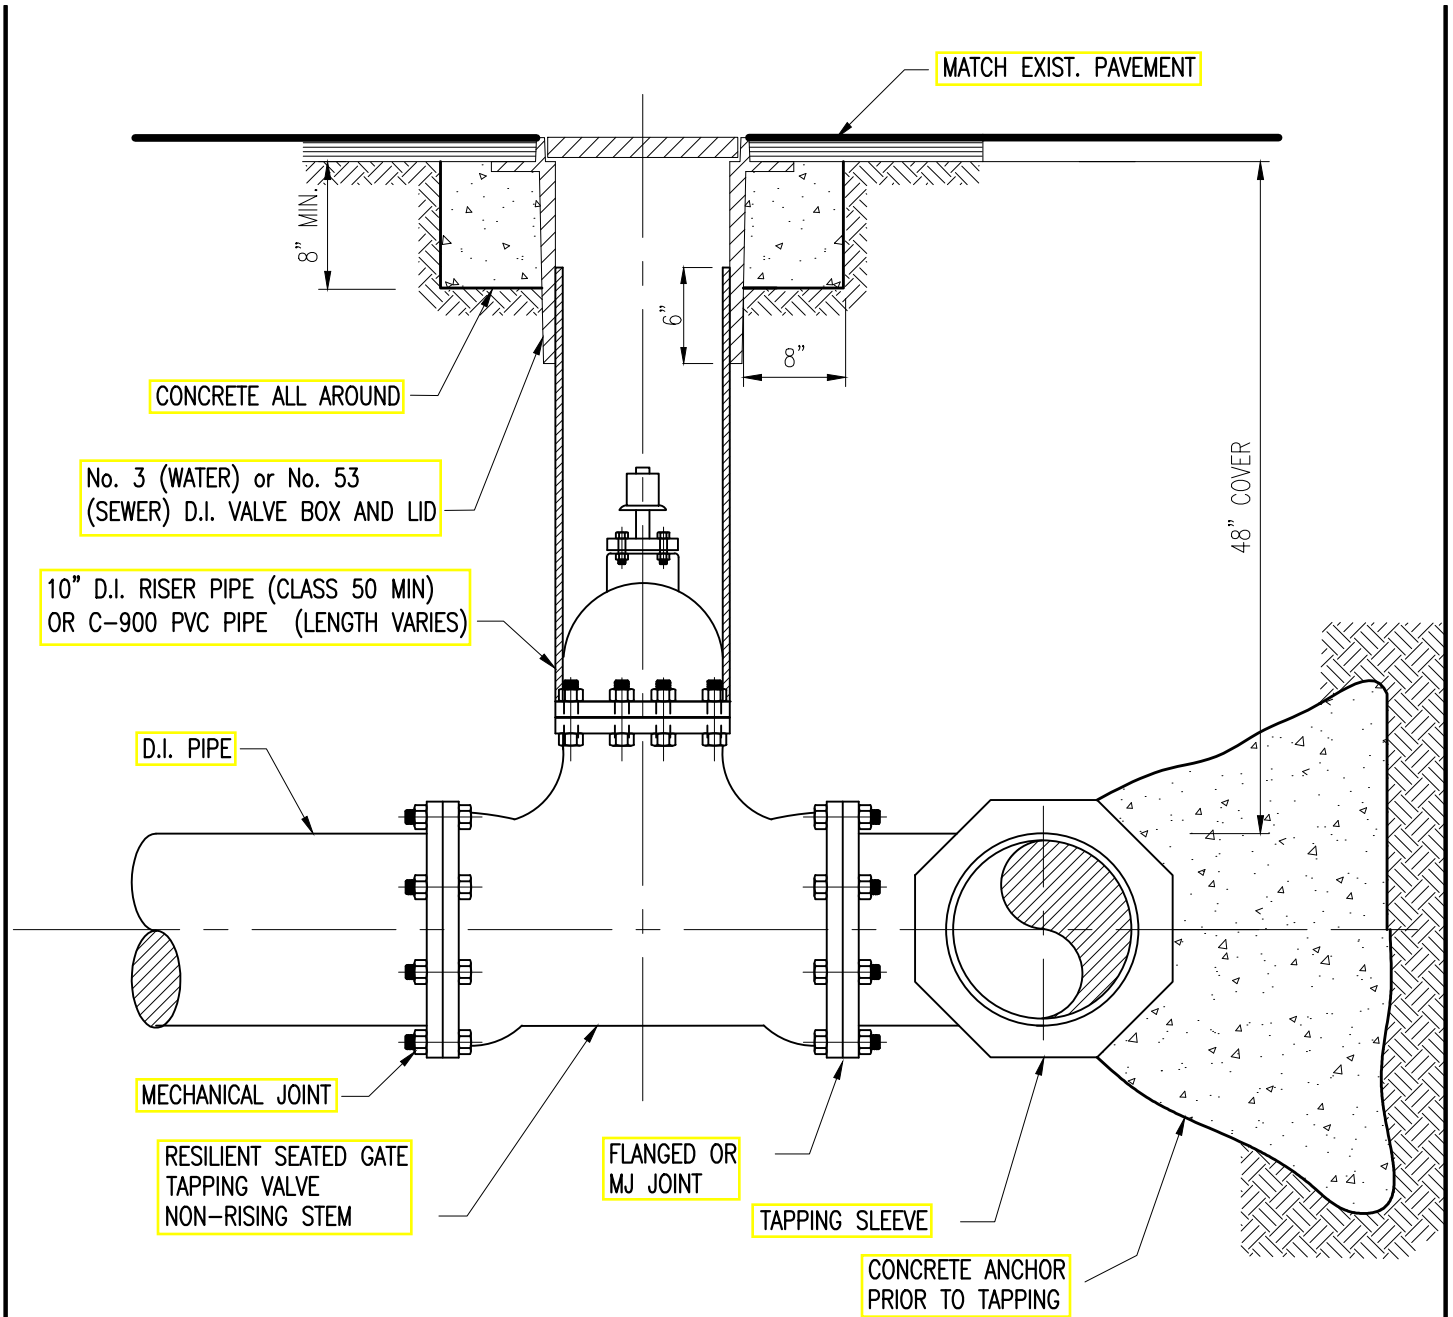 MATCH EXIST. PAVEMENT
8" MIN.
6"
8"
CONCRETE ALL AROUND
No. 3 (WATER) or No. 53
(SEWER) D.I. VALVE BOX AND LID
48" COVER
10" D.I. RISER PIPE (CLASS 50 MIN)
OR C-900 PVC PIPE (LENGTH VARIES)
D.I. PIPE
MECHANICAL JOINT
RESILIENT SEATED GATE
TAPPING VALVE
NON-RISING STEM
FLANGED OR
MJ JOINT
TAPPING SLEEVE
CONCRETE ANCHOR
PRIOR TO TAPPING